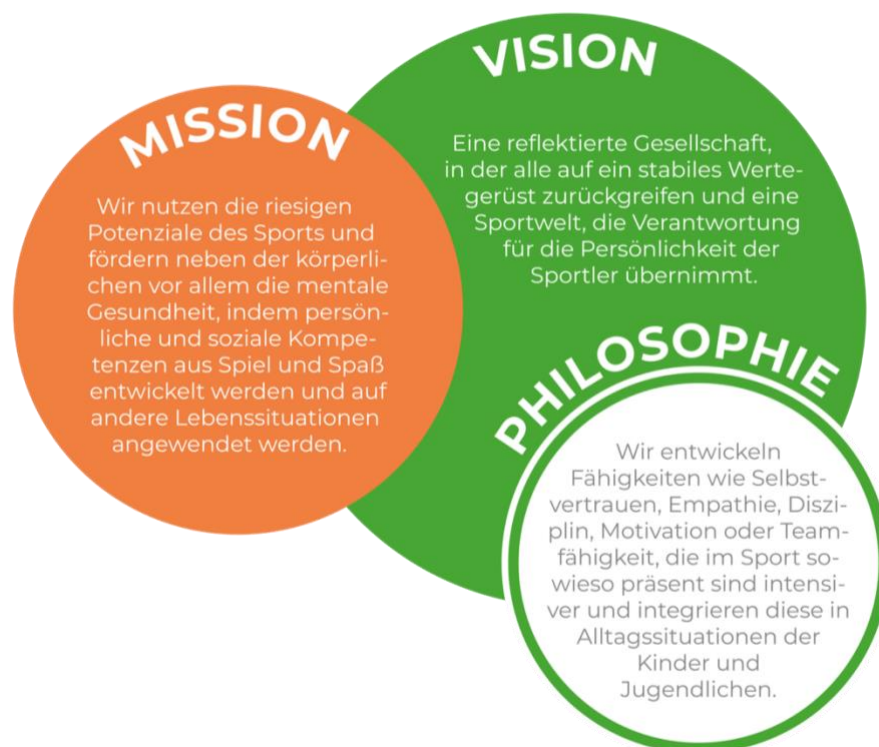 MISSION
Wir nutzen die riesigen
Potenziale des Sports und
fördern neben der körperli-
chen vor allem die mentale
Gesundheit, indem persön-
liche und soziale Kompe-
tenzen aus Spiel und Spaß
entwickelt werden und auf
andere Lebenssituationen
angewendet werden.
VISION
Eine reflektierte Gesellschaft,
in der alle auf ein stabiles Werte-
gerüst zurückgreifen und eine
Sportwelt, die Verantwortung
für die Persönlichkeit der
Sportler übernimmt.
PHILOSOPHIE
Wir entwickeln
Fähigkeiten wie Selbst-
vertrauen, Empathie, Diszi-
plin, Motivation oder Team-
fähigkeit, die im Sport so-
wieso präsent sind intensi-
ver und integrieren diese in
Alltagssituationen der
Kinder und
Jugendlichen.